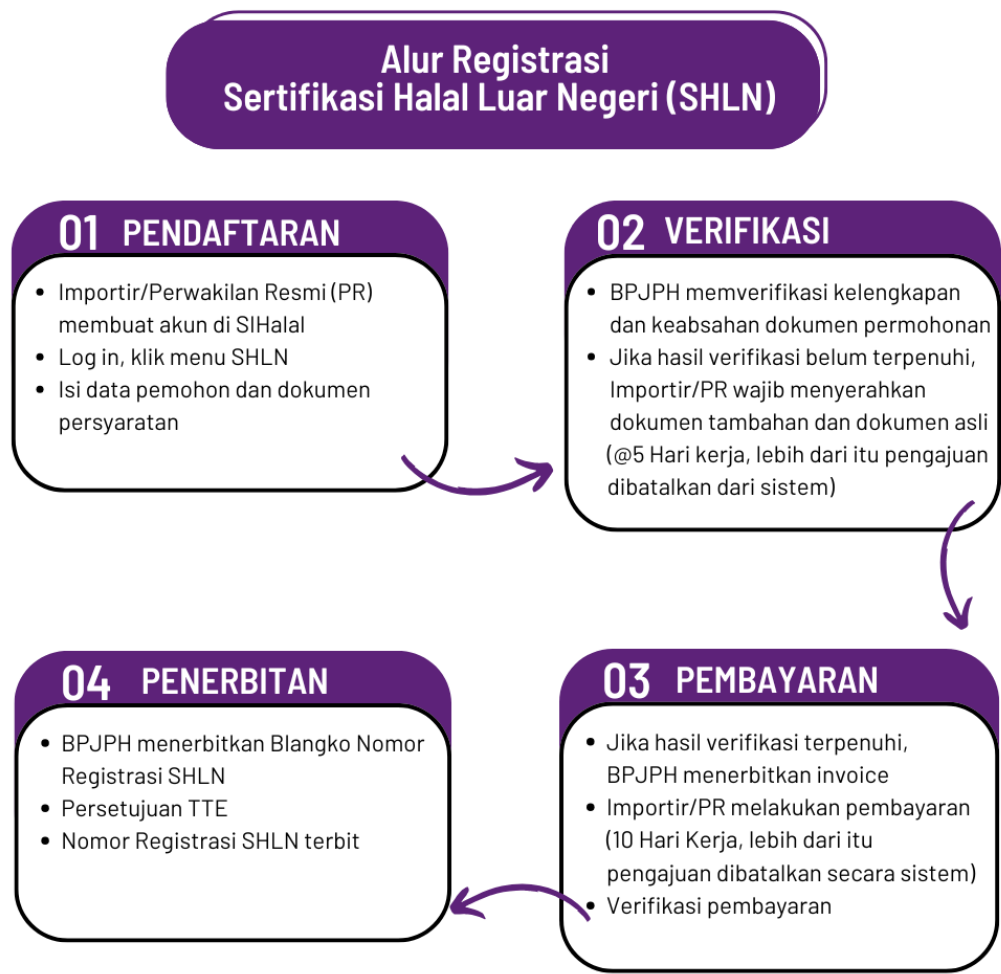 Alur Registrasi
Sertifikasi Halal Luar Negeri (SHLN)
01 PENDAFTARAN
• Importir/Perwakilan Resmi (PR)
membuat akun di SIHalal
• Log in, klik menu SHLN
• Isi data pemohon dan dokumen
persyaratan
02 VERIFIKASI
• BPJPH memverifikasi kelengkapan
dan keabsahan dokumen permohonan
• Jika hasil verifikasi belum terpenuhi,
Importir/PR wajib menyerahkan
dokumen tambahan dan dokumen asli
(@5 Hari kerja, lebih dari itu pengajuan
dibatalkan dari sistem)
03 PEMBAYARAN
• Jika hasil verifikasi terpenuhi,
BPJPH menerbitkan invoice
• Importir/PR melakukan pembayaran
(10 Hari Kerja, lebih dari itu
pengajuan dibatalkan secara sistem)
• Verifikasi pembayaran
04 PENERBITAN
• BPJPH menerbitkan Blangko Nomor
Registrasi SHLN
• Persetujuan TTE
• Nomor Registrasi SHLN terbit